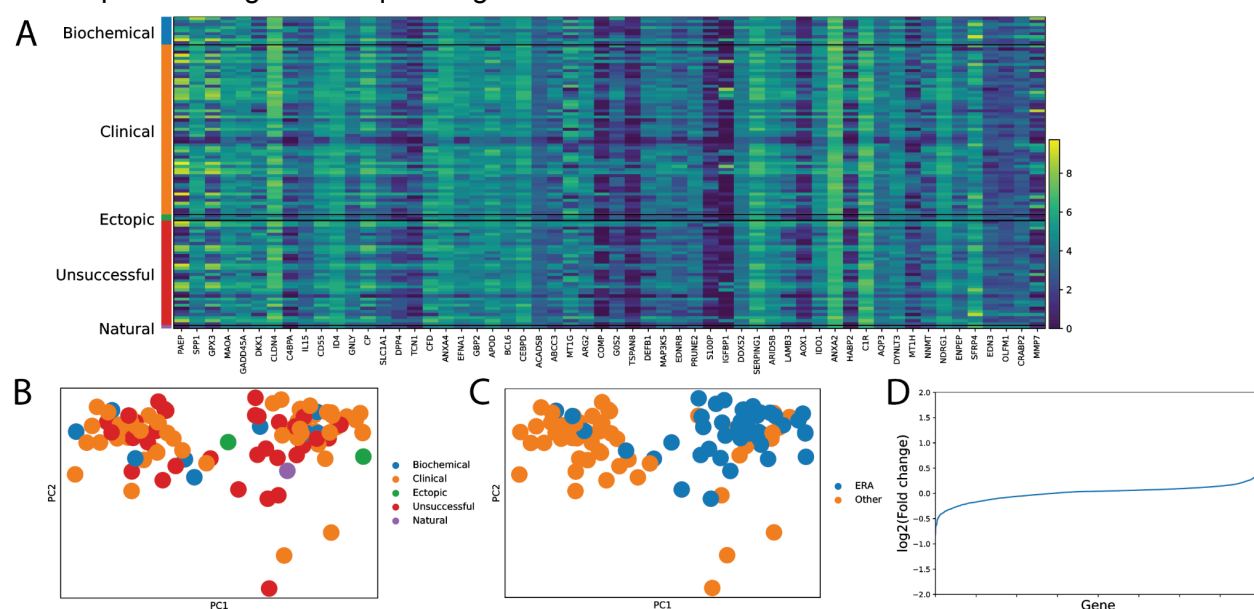 A
Biochemical
Clinical
Ectopic
Unsuccessful
Natural
8
6
4
2
0
PAEP SPP1 GPX3 MAOA GADD45A DKK1 CLDN4 C4BPA IL15 CD55 ID4 GNLY CP SLC1A1 DPP4 TCN1 CFD ANXA4 EFNA1 GBP2 APOD BCL6 CEBPD ACADSB ABCC3 MT1G ARG2 COMP G0S2 TSPAN8 DEFB1 MAP3K5 EDNRB PRUNE2 S100P IGFBP1 DDX52 SERPING1 ARID5B LAMB3 AOX1 IDO1 ANXA2 HABP2 C1R AQP3 DYNLT3 MT1H NNMT NDRG1 ENPEP SFRP4 EDN3 OLFM1 CRABP2 MMP7
B
PC2
PC1
Biochemical
Clinical
Ectopic
Unsuccessful
Natural
C
PC2
PC1
ERA
Other
D
log2(Fold change)
2.0
1.5
1.0
0.5
0.0
−0.5
−1.0
−1.5
−2.0
Gene